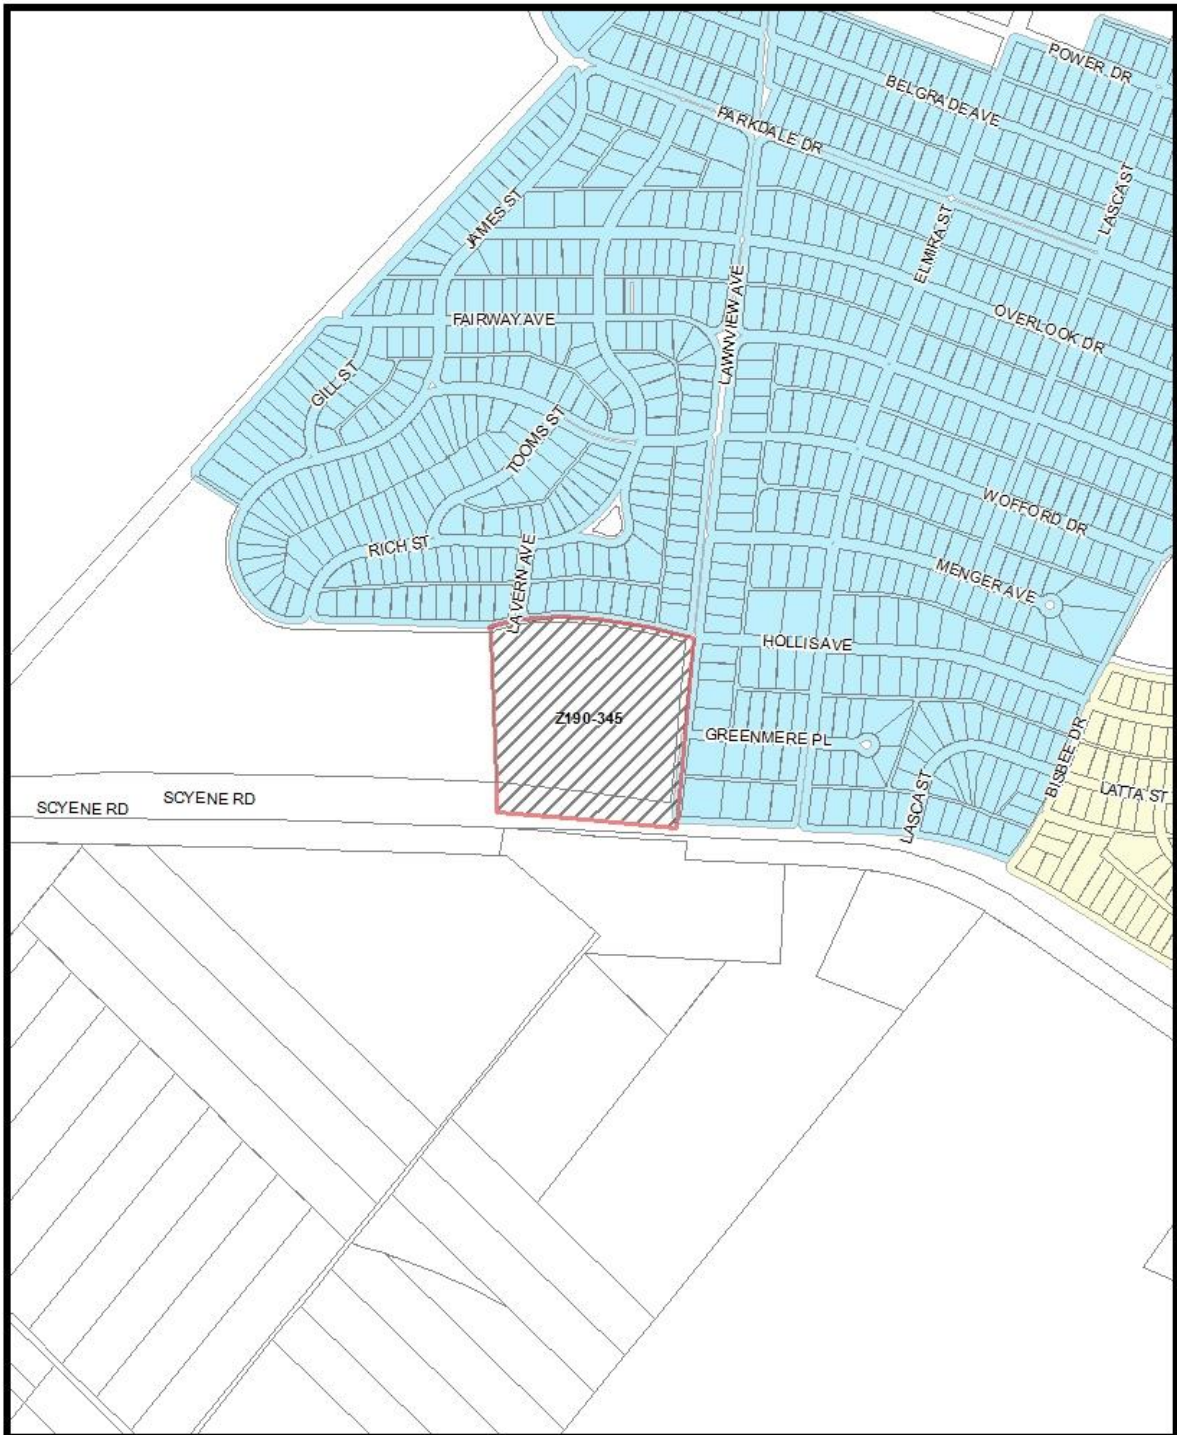 POWER DR
BELGRADE AVE
PARKDALE DR
LASCA ST
JAMES ST
ELMIRA ST
LAWNVIEW AVE
OVERLOOK DR
FAIRWAY AVE
GILL ST
TOOMS ST
WOFFORD DR
RICH ST
LAVERN AVE
MENGER AVE
HOLLIS AVE
Z190-345
GREENMERE PL
BISBEE DR
LATTA ST
LASCA ST
SCYENE RD
SCYENE RD